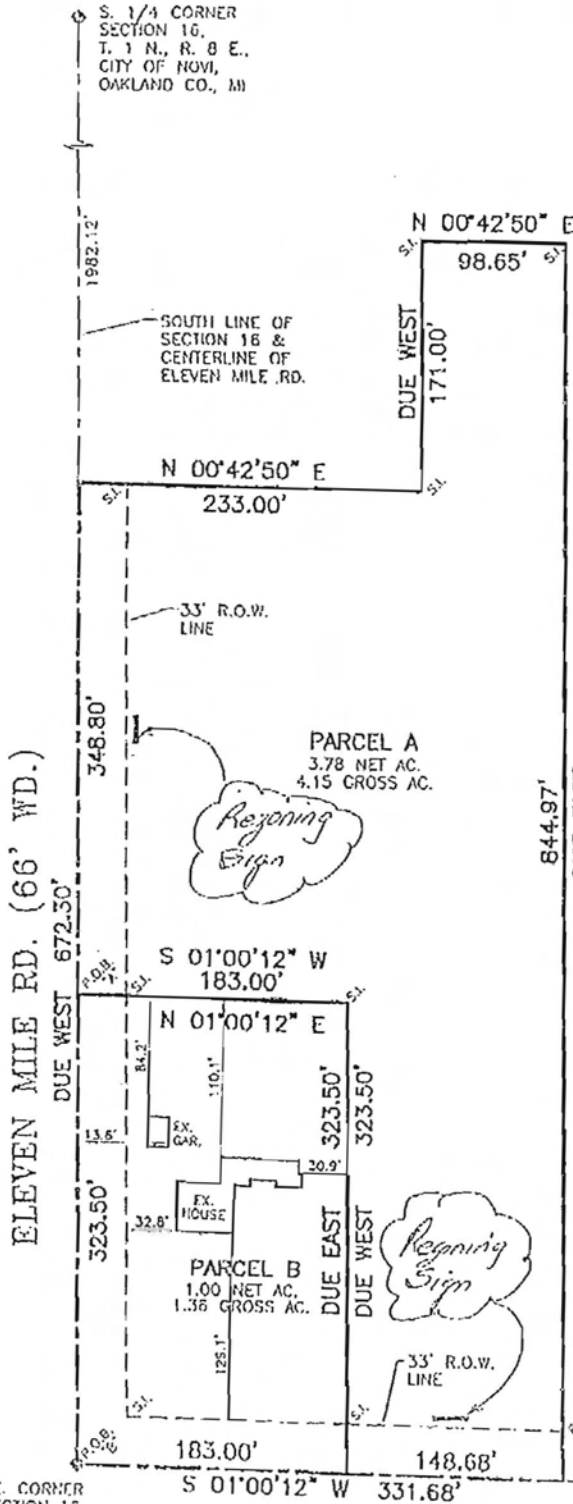 S. 1/4 CORNER
SECTION 16,
T. 1 N., R. 8 E.,
CITY OF NOVI,
OAKLAND CO., MI
1982.12'
N 00°42'50" E
S.I.
98.65'
S.I.
SOUTH LINE OF
SECTION 16 &
CENTERLINE OF
ELEVEN MILE RD.
DUE WEST
171.00'
N 00°42'50" E
S.I.
233.00'
S.I.
33' R.O.W.
LINE
348.80'
PARCEL A
3.78 NET AC.
4.15 GROSS AC.
Rezoning
Sign
844.97'
ELEVEN MILE RD. (66' WD.)
DUE WEST 672.30'
P.O.B.
"A"
S.I.
S 01°00'12" W
183.00'
S.I.
N 01°00'12" E
84.2'
110.1'
323.50'
323.50'
13.6'
EX.
GAR.
30.9'
EX.
HOUSE
32.8'
323.50'
DUE EAST
DUE WEST
PARCEL B
1.00 NET AC.
1.36 GROSS AC.
Rezoning
Sign
129.1'
33' R.O.W.
LINE
S.I.
P.O.B.
183.00'
148.68'
S 01°00'12" W 331.68'
CORNER